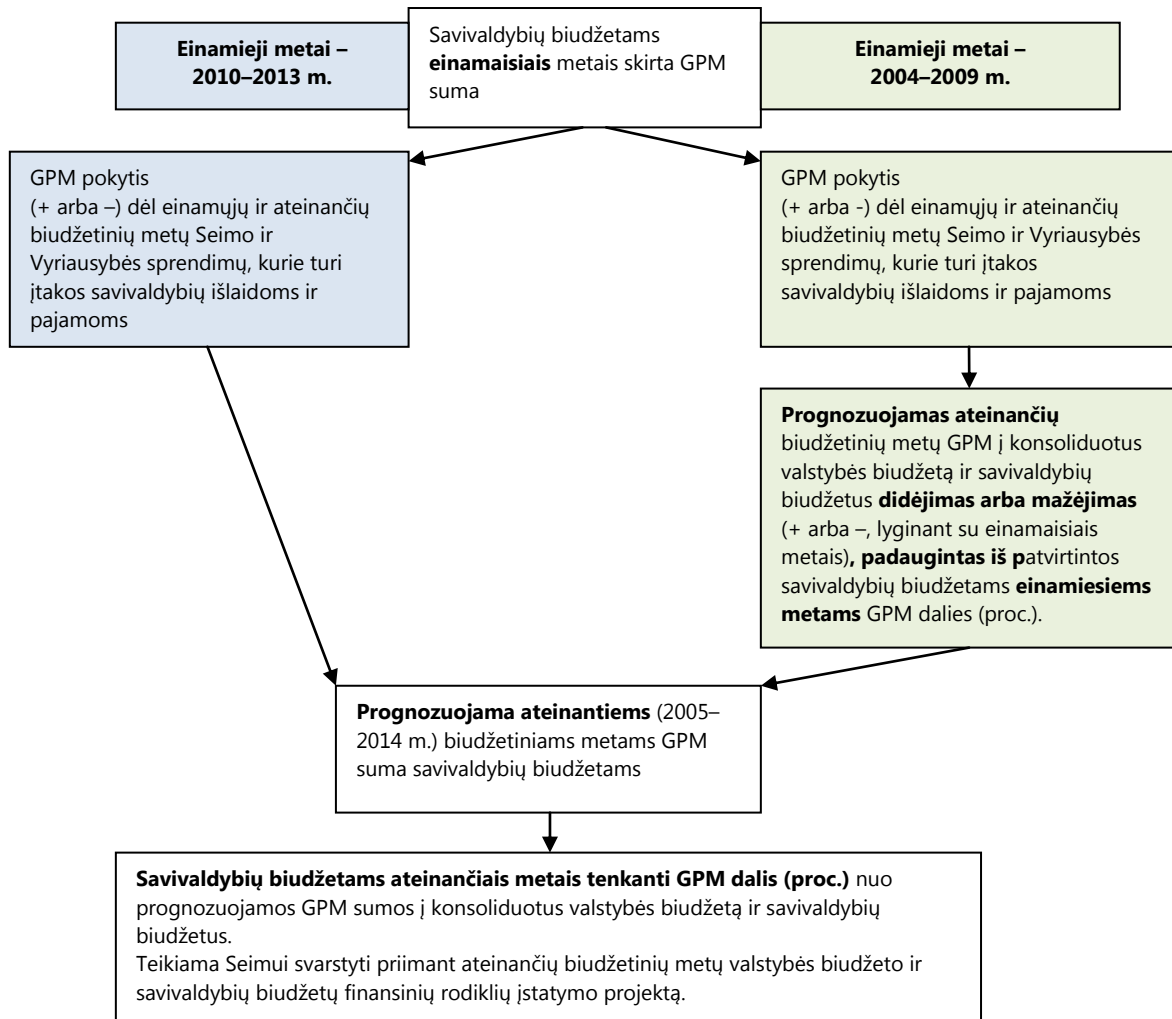 Einamieji metai –
2010–2013 m.
Savivaldybių biudžetams
einamaisiais metais skirta GPM
suma
Einamieji metai –
2004–2009 m.
GPM pokytis
(+ arba –) dėl einamųjų ir ateinančių
biudžetinių metų Seimo ir
Vyriausybės sprendimų, kurie turi
įtakos savivaldybių išlaidoms ir
pajamoms
GPM pokytis
(+ arba -) dėl einamųjų ir ateinančių
biudžetinių metų Seimo ir Vyriausybės
sprendimų, kurie turi įtakos
savivaldybių išlaidoms ir pajamoms
Prognozuojamas ateinančių
biudžetinių metų GPM į konsoliduotus
valstybės biudžetą ir savivaldybių
biudžetus didėjimas arba mažėjimas
(+ arba –, lyginant su einamaisiais
metais), padaugintas iš patvirtintos
savivaldybių biudžetams einamiesiems
metams GPM dalies (proc.).
Prognozuojama ateinantiems (2005–
2014 m.) biudžetiniams metams GPM
suma savivaldybių biudžetams
Savivaldybių biudžetams ateinančiais metais tenkanti GPM dalis (proc.) nuo
prognozuojamos GPM sumos į konsoliduotus valstybės biudžetą ir savivaldybių
biudžetus.
Teikiama Seimui svarstyti priimant ateinančių biudžetinių metų valstybės biudžeto ir
savivaldybių biudžetų finansinių rodiklių įstatymo projektą.